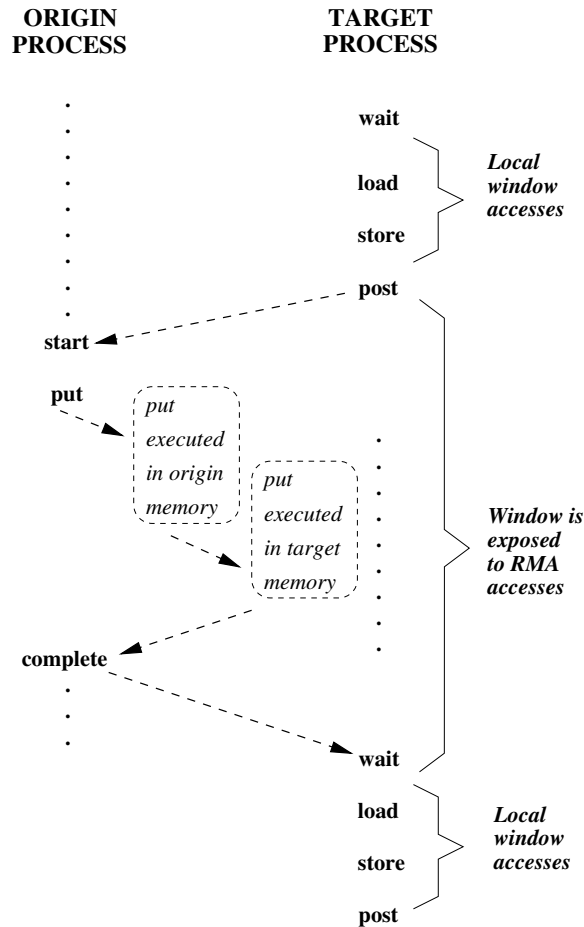 ORIGIN
PROCESS
TARGET
PROCESS
wait
load
store
Local
window
accesses
post
start
put
put
executed
in origin
memory
put
executed
in target
memory
Window is
exposed
to RMA
accesses
complete
wait
load
store
post
Local
window
accesses